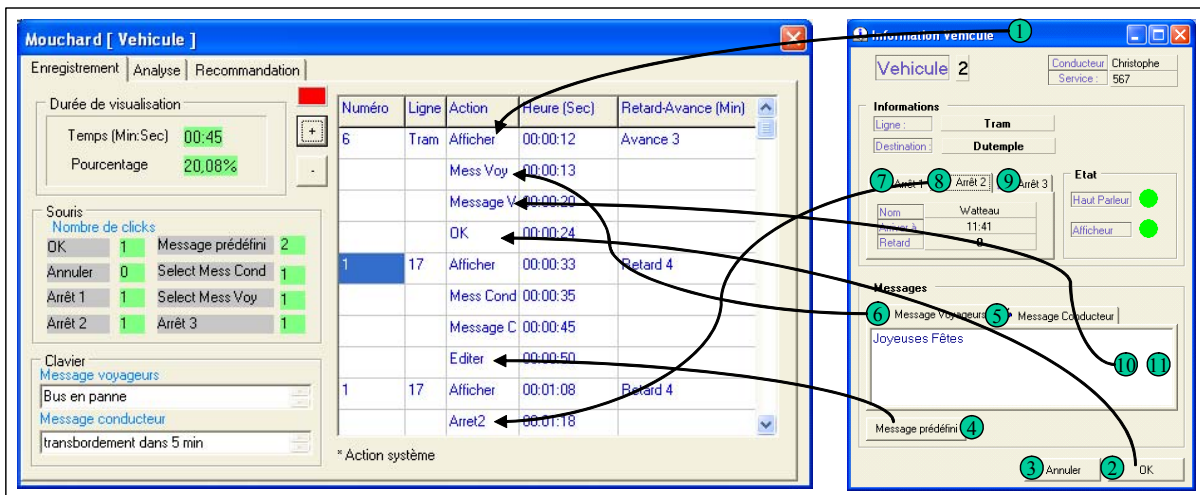 Mouchard [ Vehicule ]
Enregistrement Analyse Recommandation
Durée de visualisation
Temps (Min:Sec) 00:45
Pourcentage 20,08%
+
-
Souris
Nombre de clicks
OK 1 Message prédéfini 2
Annuler 0 Select Mess Cond 1
Arrêt 1 1 Select Mess Voy 1
Arrêt 2 1 Arrêt 3 1
Clavier
Message voyageurs
Bus en panne
Message conducteur
transbordement dans 5 min
Numéro Ligne Action Heure (Sec) Retard-Avance (Min)
6 Tram Afficher 00:00:12 Avance 3
Mess Voy 00:00:13
Message V 00:00:20
OK 00:00:24
1 17 Afficher 00:00:33 Retard 4
Mess Cond 00:00:35
Message C 00:00:45
Editer 00:00:50
1 17 Afficher 00:01:08 Retard 4
Arret2 00:01:18
* Action système
Information Vehicule 1
Vehicule 2
Conducteur Christophe
Service : 567
Informations
Ligne : Tram
Destination : Dutemple
7 Arrêt 1 8 Arrêt 2 9 Arrêt 3
Nom Watteau
Arriver à 11:41
Retard
Etat
Haut Parleur
Afficheur
Messages
6 Message Voyageurs 5 Message Conducteur
Joyeuses Fêtes
10 11
Message prédéfini 4
3 Annuler 2 OK